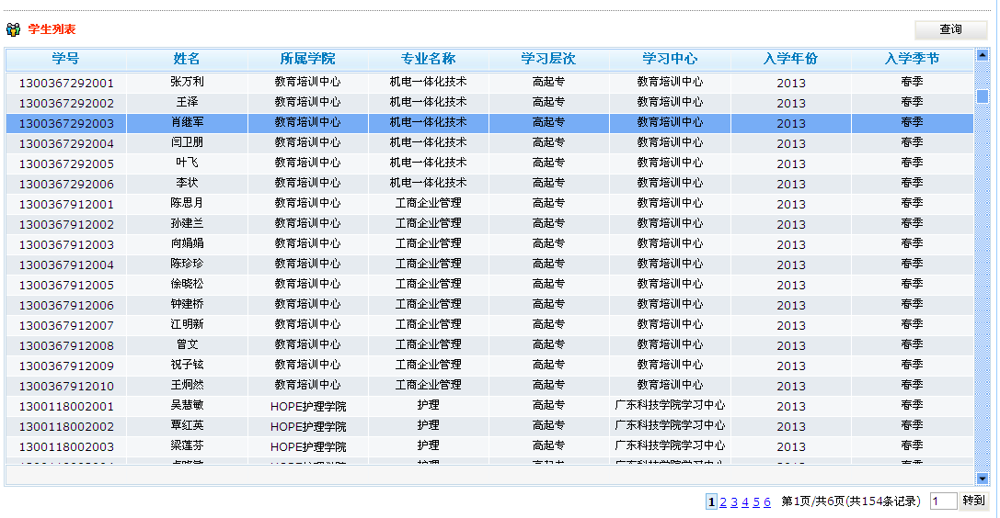 学生列表
查询
学号 姓名 所属学院 专业名称 学习层次 学习中心 入学年份 入学季节
1300367292001 张万利 教育培训中心 机电一体化技术 高起专 教育培训中心 2013 春季
1300367292002 王泽 教育培训中心 机电一体化技术 高起专 教育培训中心 2013 春季
1300367292003 肖继军 教育培训中心 机电一体化技术 高起专 教育培训中心 2013 春季
1300367292004 闫卫朋 教育培训中心 机电一体化技术 高起专 教育培训中心 2013 春季
1300367292005 叶飞 教育培训中心 机电一体化技术 高起专 教育培训中心 2013 春季
1300367292006 李状 教育培训中心 机电一体化技术 高起专 教育培训中心 2013 春季
1300367912001 陈思月 教育培训中心 工商企业管理 高起专 教育培训中心 2013 春季
1300367912002 孙建兰 教育培训中心 工商企业管理 高起专 教育培训中心 2013 春季
1300367912003 向娟娟 教育培训中心 工商企业管理 高起专 教育培训中心 2013 春季
1300367912004 陈珍珍 教育培训中心 工商企业管理 高起专 教育培训中心 2013 春季
1300367912005 徐晓松 教育培训中心 工商企业管理 高起专 教育培训中心 2013 春季
1300367912006 钟建桥 教育培训中心 工商企业管理 高起专 教育培训中心 2013 春季
1300367912007 江明新 教育培训中心 工商企业管理 高起专 教育培训中心 2013 春季
1300367912008 曾文 教育培训中心 工商企业管理 高起专 教育培训中心 2013 春季
1300367912009 祝子铉 教育培训中心 工商企业管理 高起专 教育培训中心 2013 春季
1300367912010 王炯然 教育培训中心 工商企业管理 高起专 教育培训中心 2013 春季
1300118002001 吴慧敏 HOPE护理学院 护理 高起专 广东科技学院学习中心 2013 春季
1300118002002 覃红英 HOPE护理学院 护理 高起专 广东科技学院学习中心 2013 春季
1300118002003 梁莲芬 HOPE护理学院 护理 高起专 广东科技学院学习中心 2013 春季
1 2 3 4 5 6 第1页/共6页(共154条记录) 1 转到